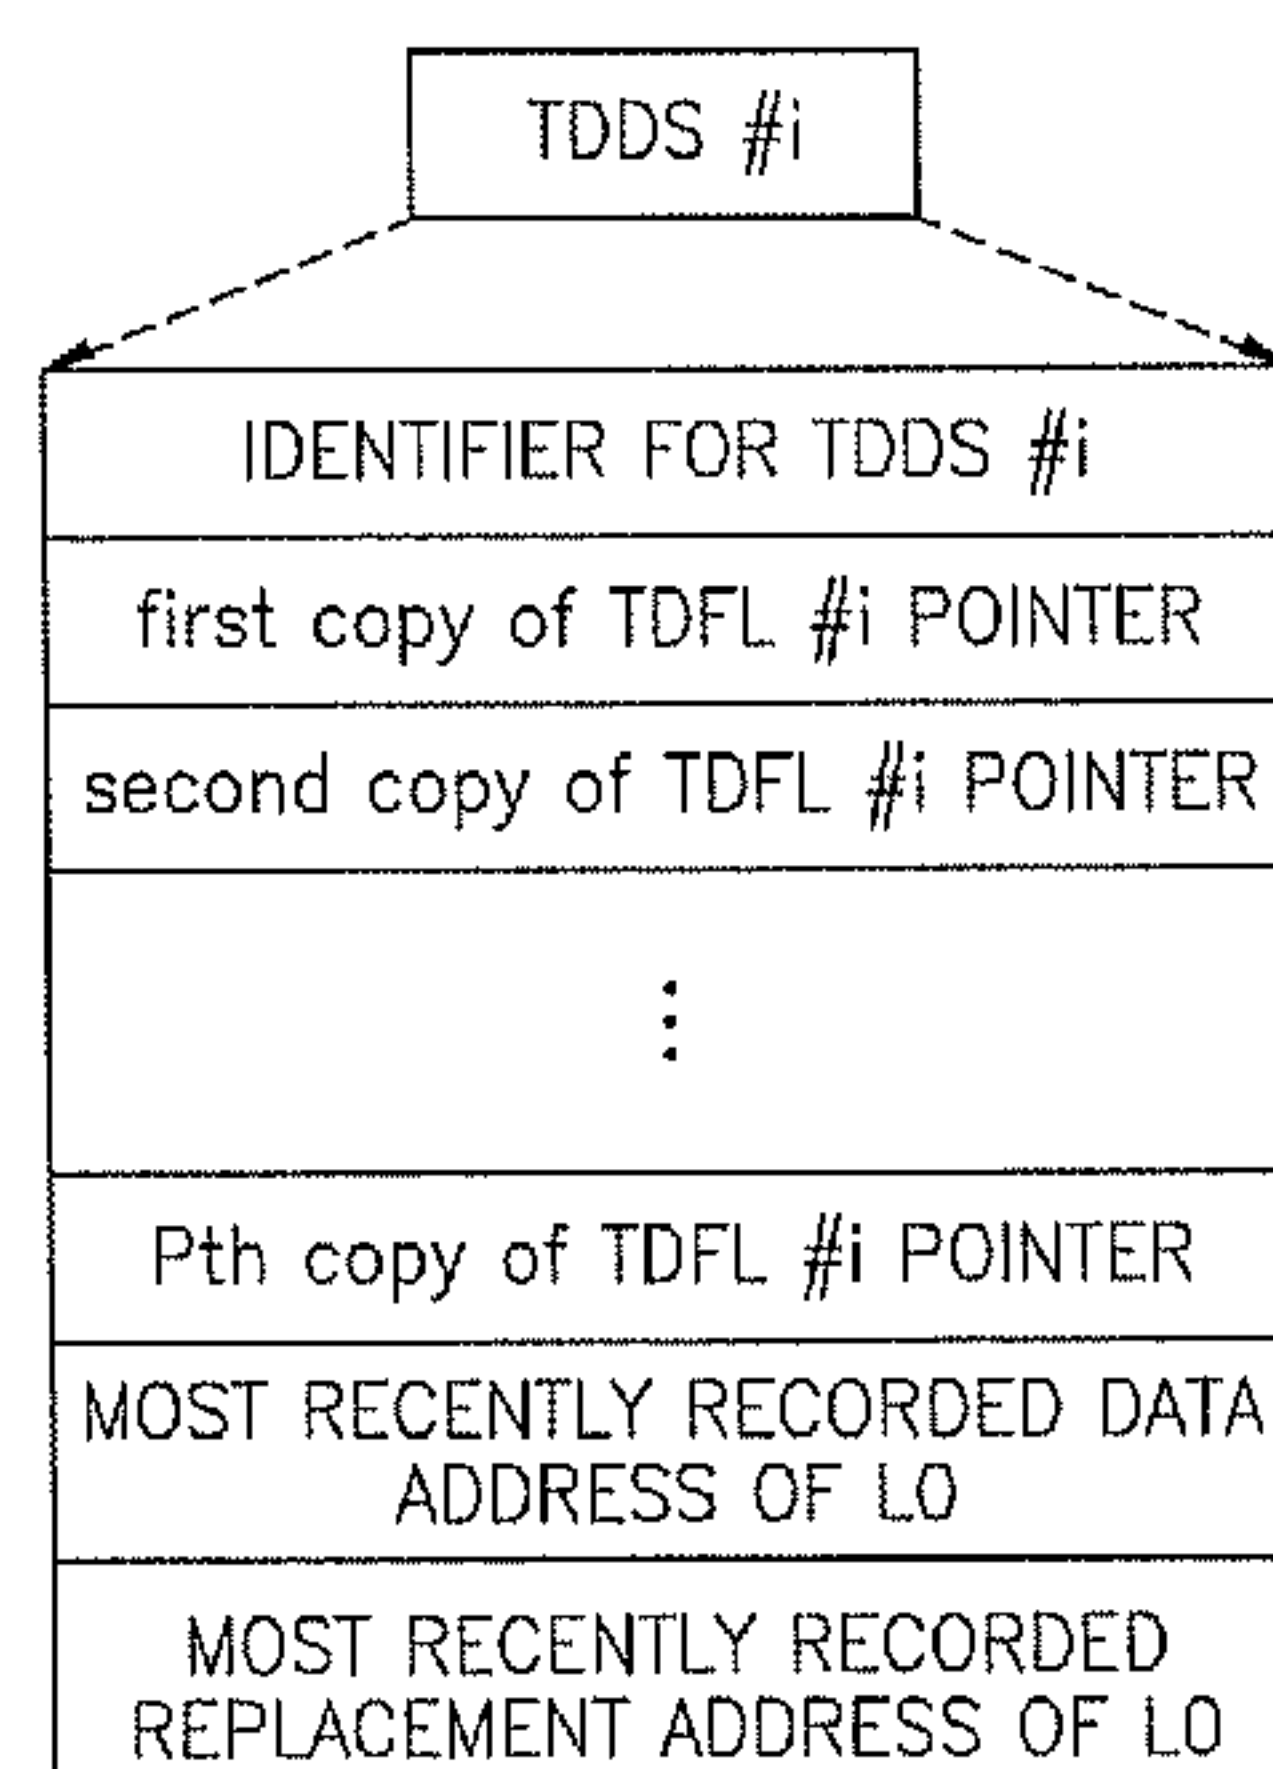 TDDS #i
IDENTIFIER FOR TDDS #i
first copy of TDFL #i POINTER
second copy of TDFL #i POINTER
⋮
Pth copy of TDFL #i POINTER
MOST RECENTLY RECORDED DATA
ADDRESS OF L0
MOST RECENTLY RECORDED
REPLACEMENT ADDRESS OF L0